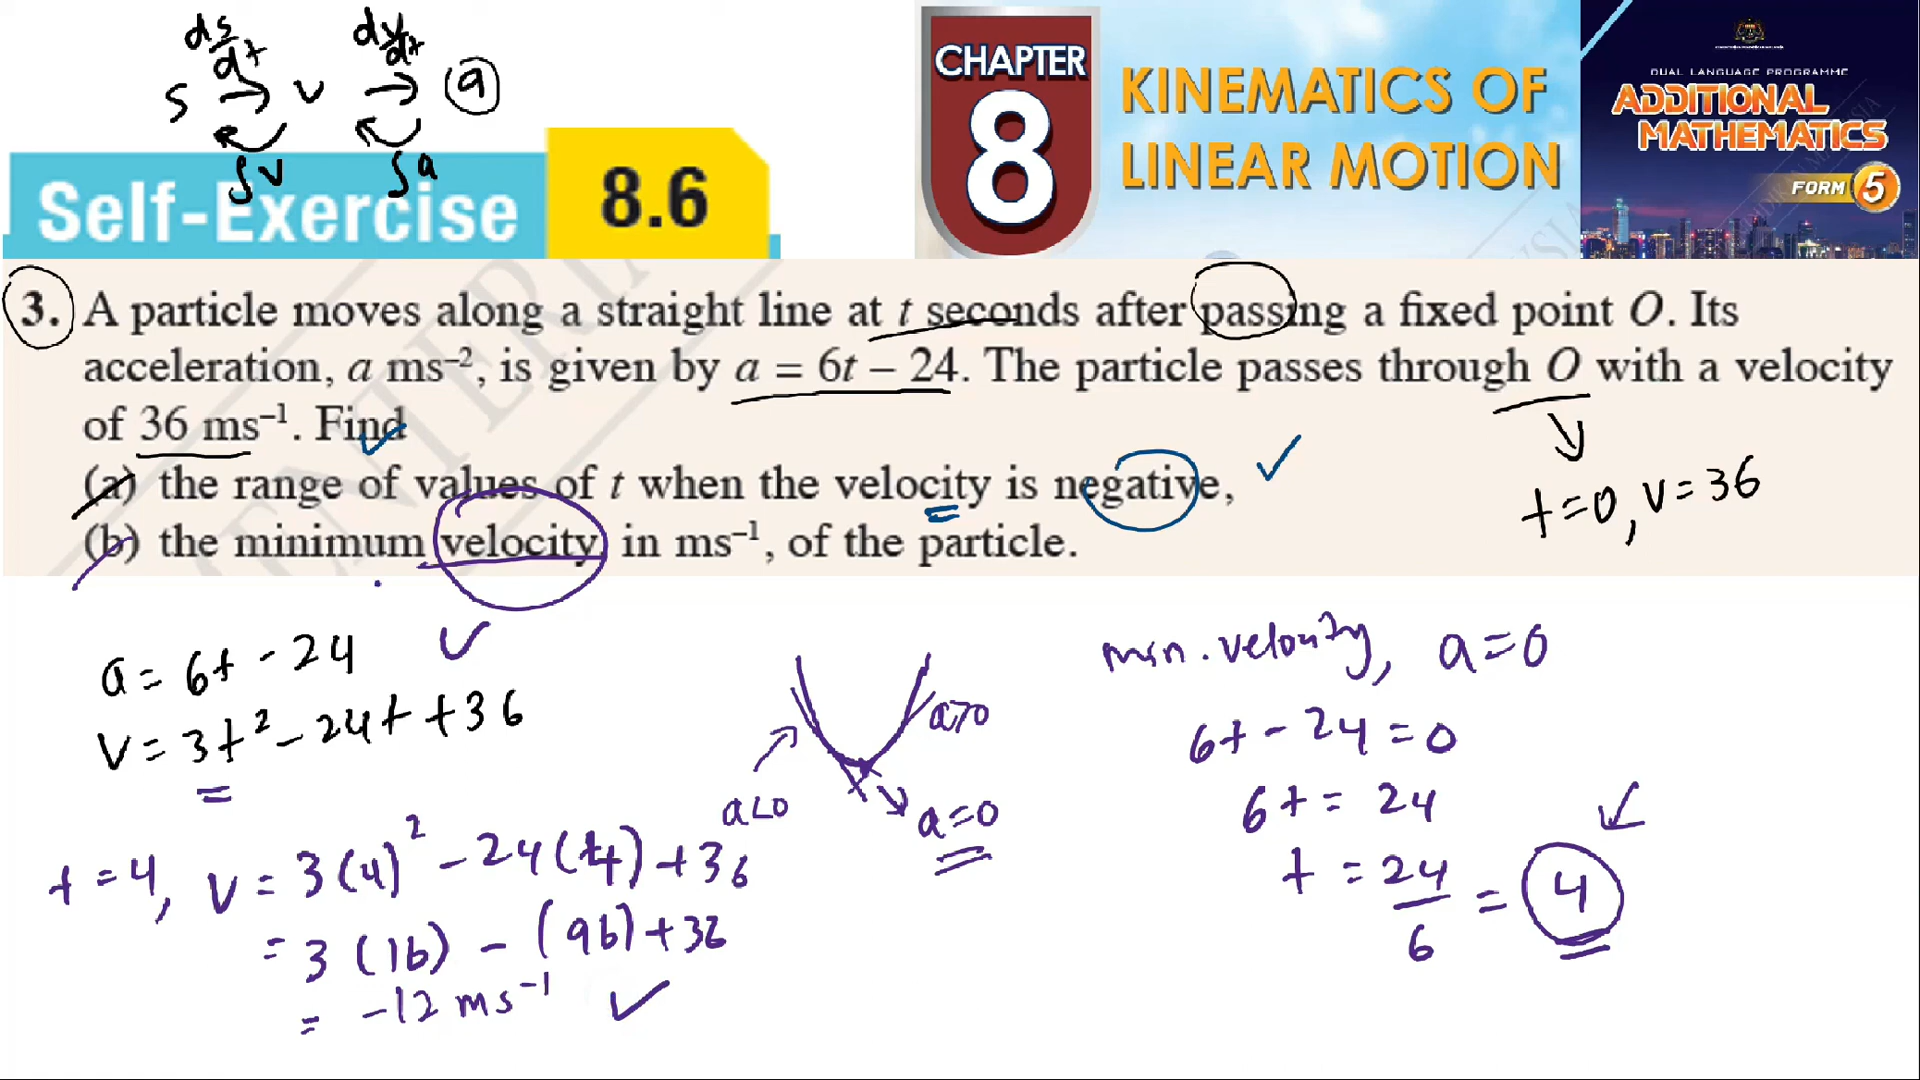 ds/dt dv/dt
s → v → a
∫v ∫a
Self-Exercise 8.6
CHAPTER 8
KINEMATICS OF
LINEAR MOTION
DUAL LANGUAGE PROGRAMME
ADDITIONAL
MATHEMATICS
FORM 5
3. A particle moves along a straight line at t seconds after passing a fixed point O. Its
acceleration, a ms⁻², is given by a = 6t – 24. The particle passes through O with a velocity
of 36 ms⁻¹. Find
(a) the range of values of t when the velocity is negative,
(b) the minimum velocity, in ms⁻¹, of the particle.
t=0, v=36
a = 6t - 24
v = 3t² - 24t + 36
a<0
a>0
a=0
t=4, v = 3(4)² - 24(4) + 36
= 3(16) - (96) + 36
= -12 ms⁻¹
min. velocity, a=0
6t - 24 = 0
6t = 24
t = 24/6 = 4